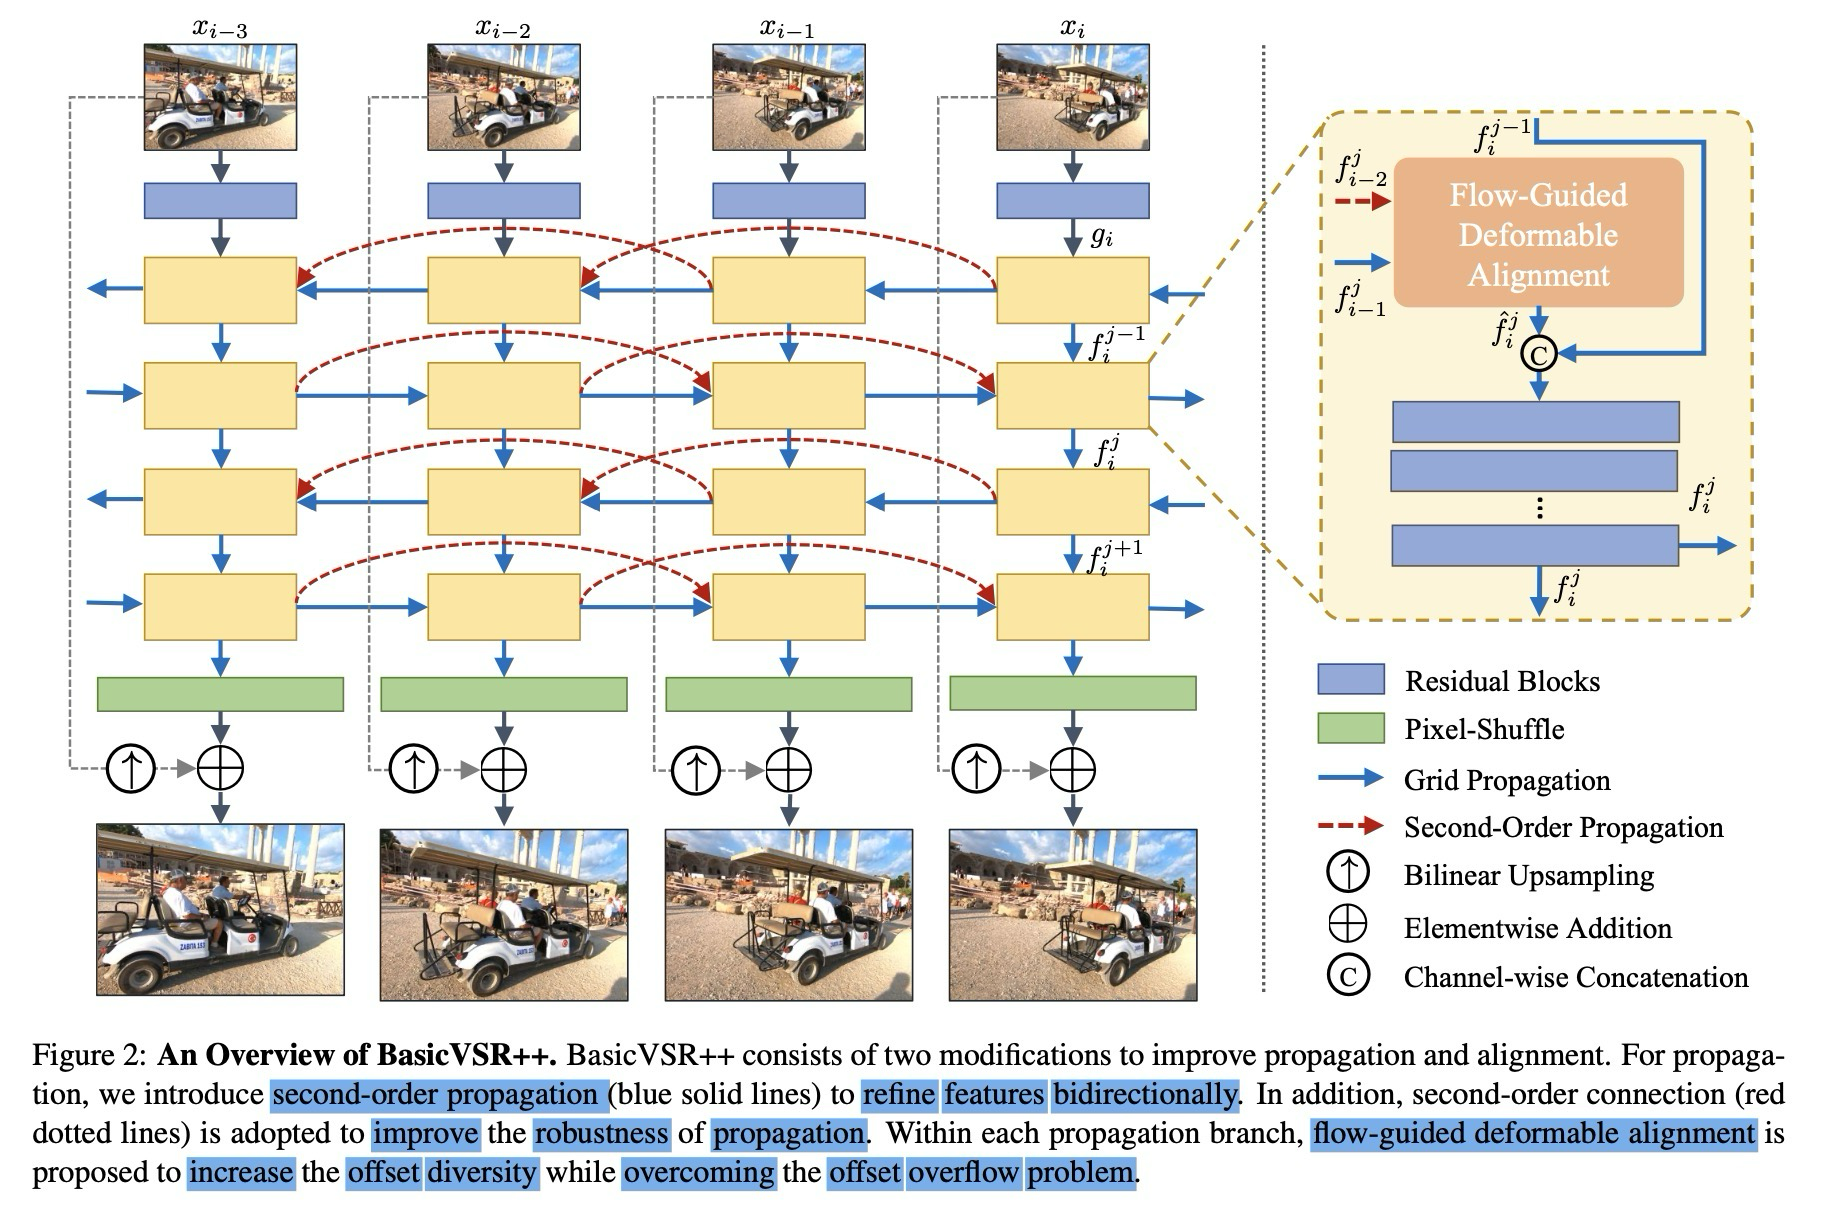 x_{i-3} x_{i-2} x_{i-1} x_i
g_i
f_i^{j-1}
f_i^j
f_i^{j+1}
f_i^{j-1}
f_{i-2}^j
Flow-Guided
Deformable
Alignment
f_{i-1}^j
\hat{f}_i^j
C
f_i^j
f_i^j
Residual Blocks
Pixel-Shuffle
Grid Propagation
Second-Order Propagation
Bilinear Upsampling
Elementwise Addition
C Channel-wise Concatenation
Figure 2: An Overview of BasicVSR++. BasicVSR++ consists of two modifications to improve propagation and alignment. For propaga-
tion, we introduce second-order propagation (blue solid lines) to refine features bidirectionally. In addition, second-order connection (red
dotted lines) is adopted to improve the robustness of propagation. Within each propagation branch, flow-guided deformable alignment is
proposed to increase the offset diversity while overcoming the offset overflow problem.